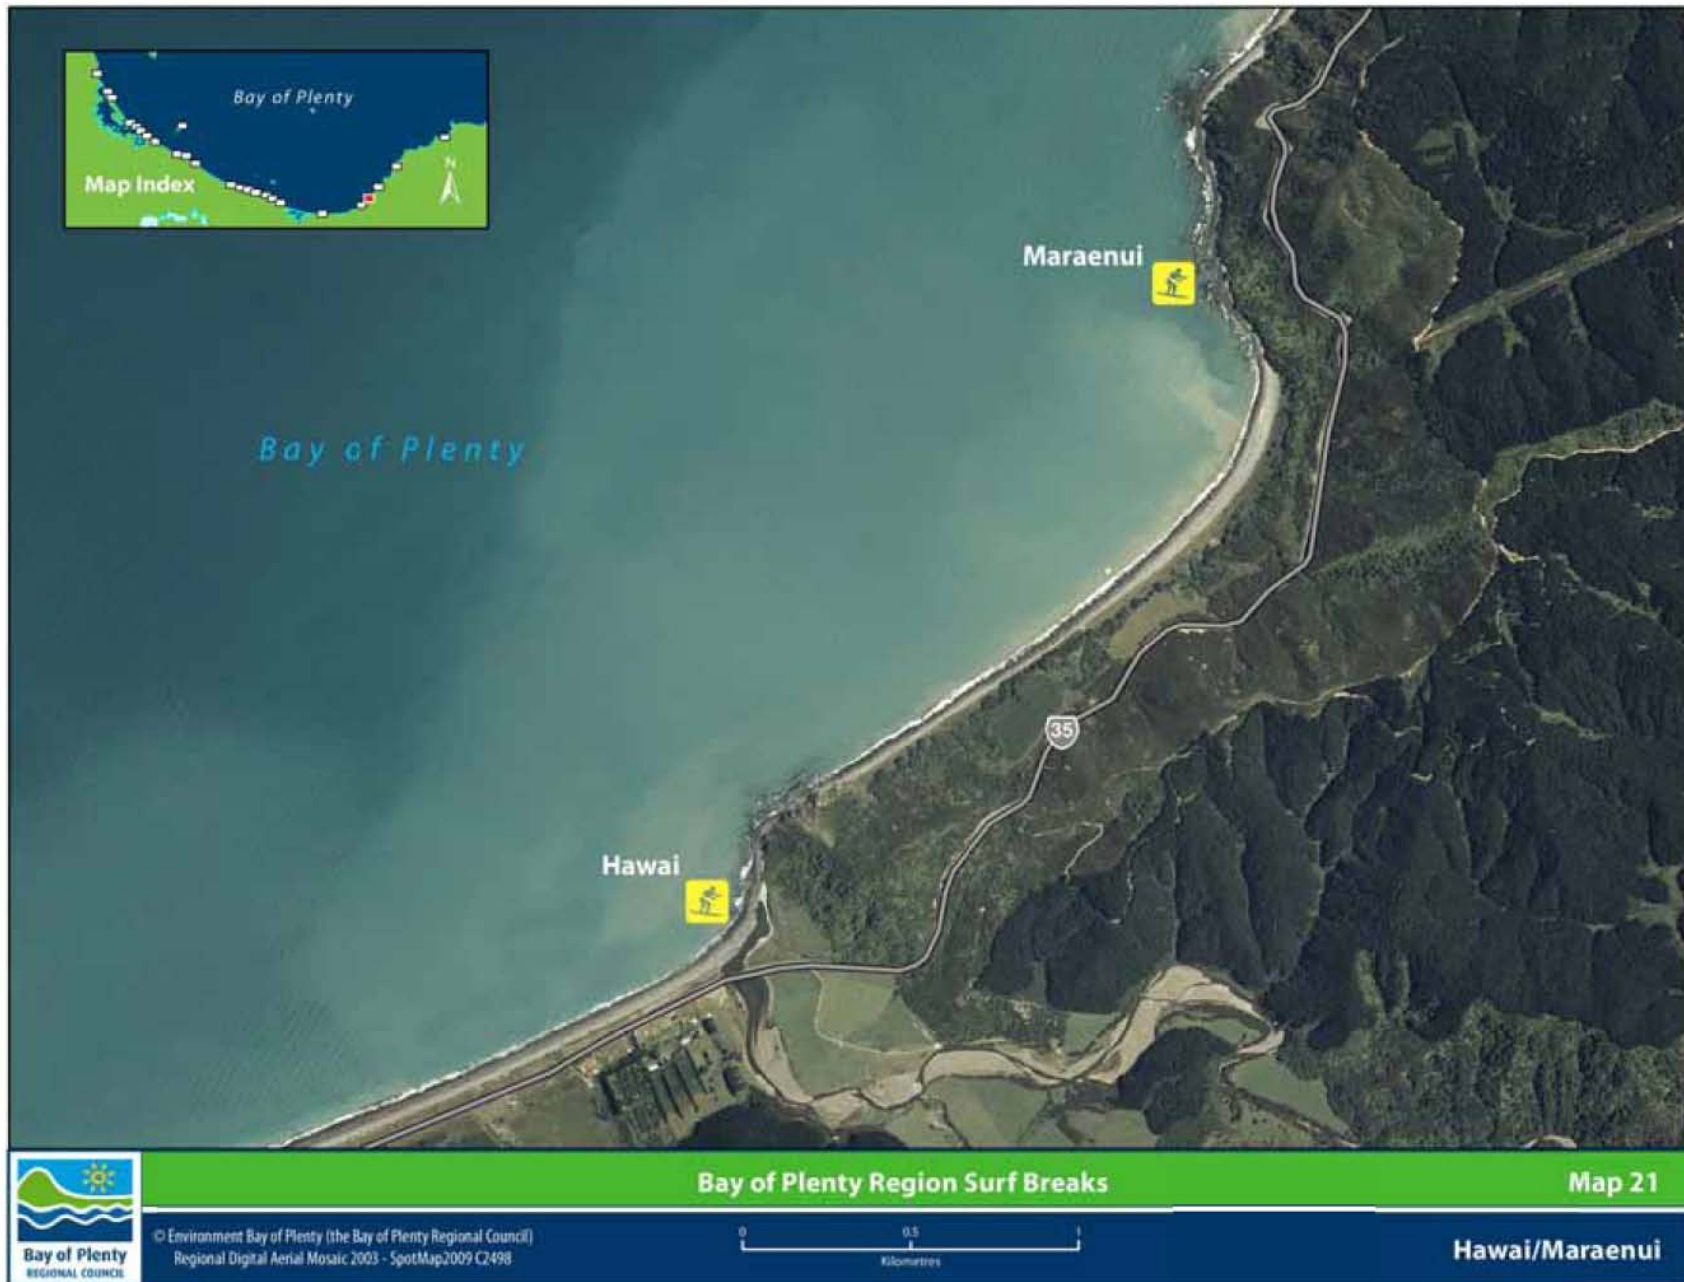 Bay of Plenty
Map Index
N
Maraenui
Bay of Plenty
35
Hawai
Bay of Plenty Region Surf Breaks
Map 21
Bay of Plenty
REGIONAL COUNCIL
© Environment Bay of Plenty (the Bay of Plenty Regional Council)
Regional Digital Aerial Mosaic 2003 - SpotMap2009 C2498
0 0.5 1
Kilometres
Hawai/Maraenui